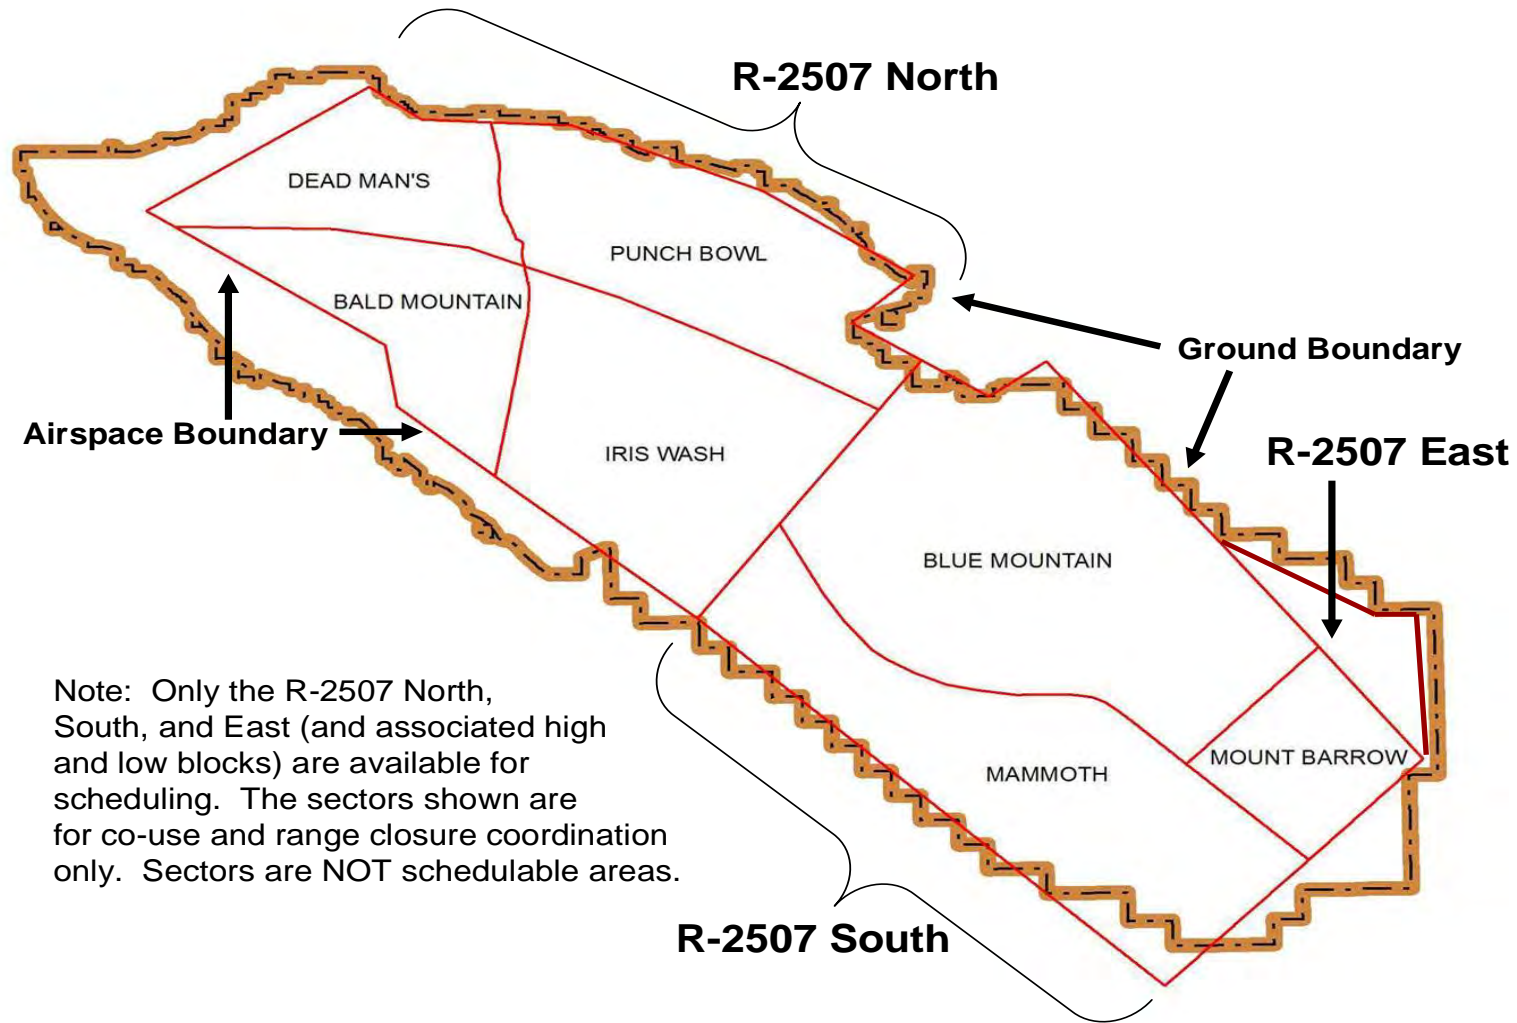 R-2507 North
DEAD MAN'S
PUNCH BOWL
BALD MOUNTAIN
Ground Boundary
Airspace Boundary
R-2507 East
IRIS WASH
BLUE MOUNTAIN
Note:  Only the R-2507 North,
South, and East (and associated high
and low blocks) are available for
scheduling.  The sectors shown are
for co-use and range closure coordination
only.  Sectors are NOT schedulable areas.
MOUNT BARROW
MAMMOTH
R-2507 South